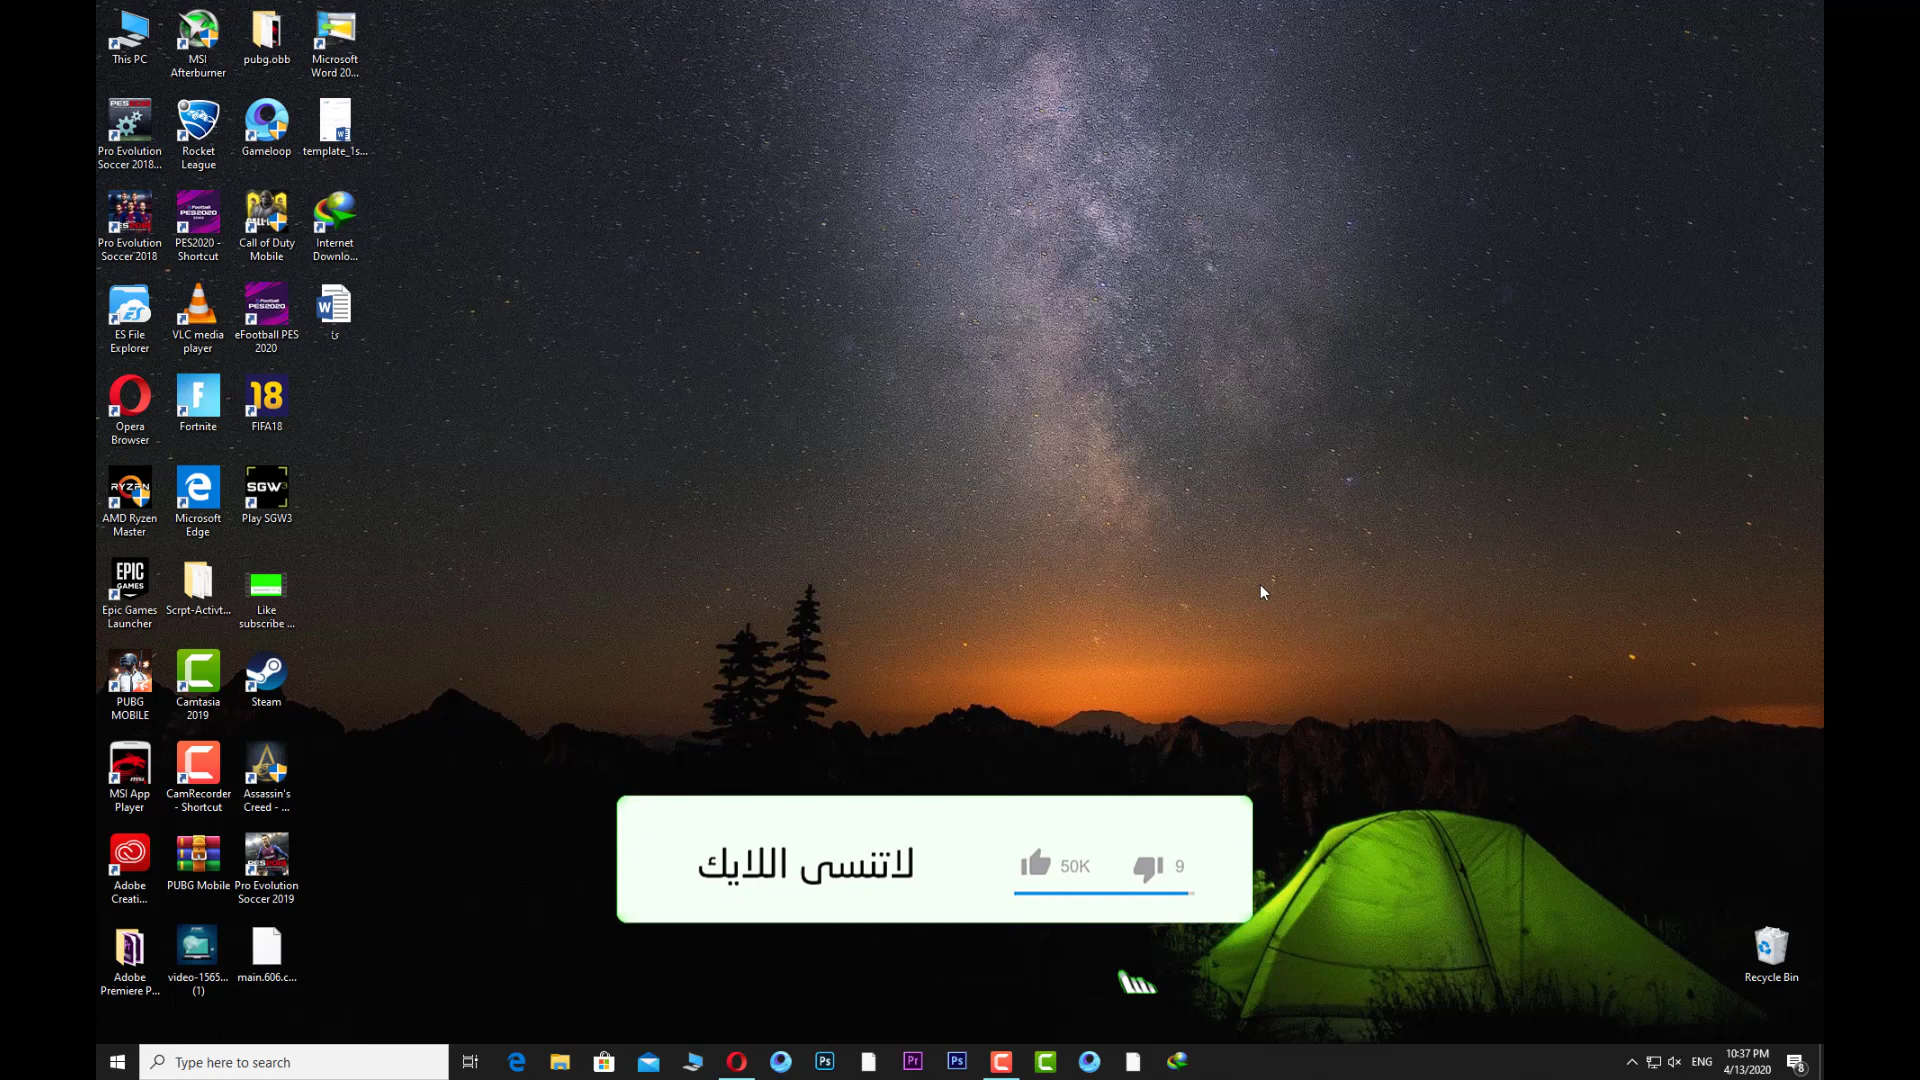 This PC
MSI
Afterburner
pubg.obb
Microsoft
Word 20...
Pro Evolution
Soccer 2018...
Rocket
League
Gameloop
template_1s...
Pro Evolution
Soccer 2018
PES2020 -
Shortcut
Call of Duty
Mobile
Internet
Downlo...
ES File
Explorer
VLC media
player
eFootball PES
2020
ئ
Opera
Browser
Fortnite
18
FIFA18
RYZEN
AMD Ryzen
Master
Microsoft
Edge
SGW3
Play SGW3
EPIC
GAMES
Epic Games
Launcher
Scrpt-Activt...
Like
subscribe ...
PUBG
MOBILE
Camtasia
2019
Steam
MSI App
Player
CamRecorder
- Shortcut
Assassin's
Creed - ...
Adobe
Creati...
PUBG Mobile
Pro Evolution
Soccer 2019
Adobe
Premiere P...
video-1565...
(1)
main.606.c...
لاتنسى اللايك
50K
9
Recycle Bin
Type here to search
Ps
Pr
Ps
ENG
10:37 PM
4/13/2020
8